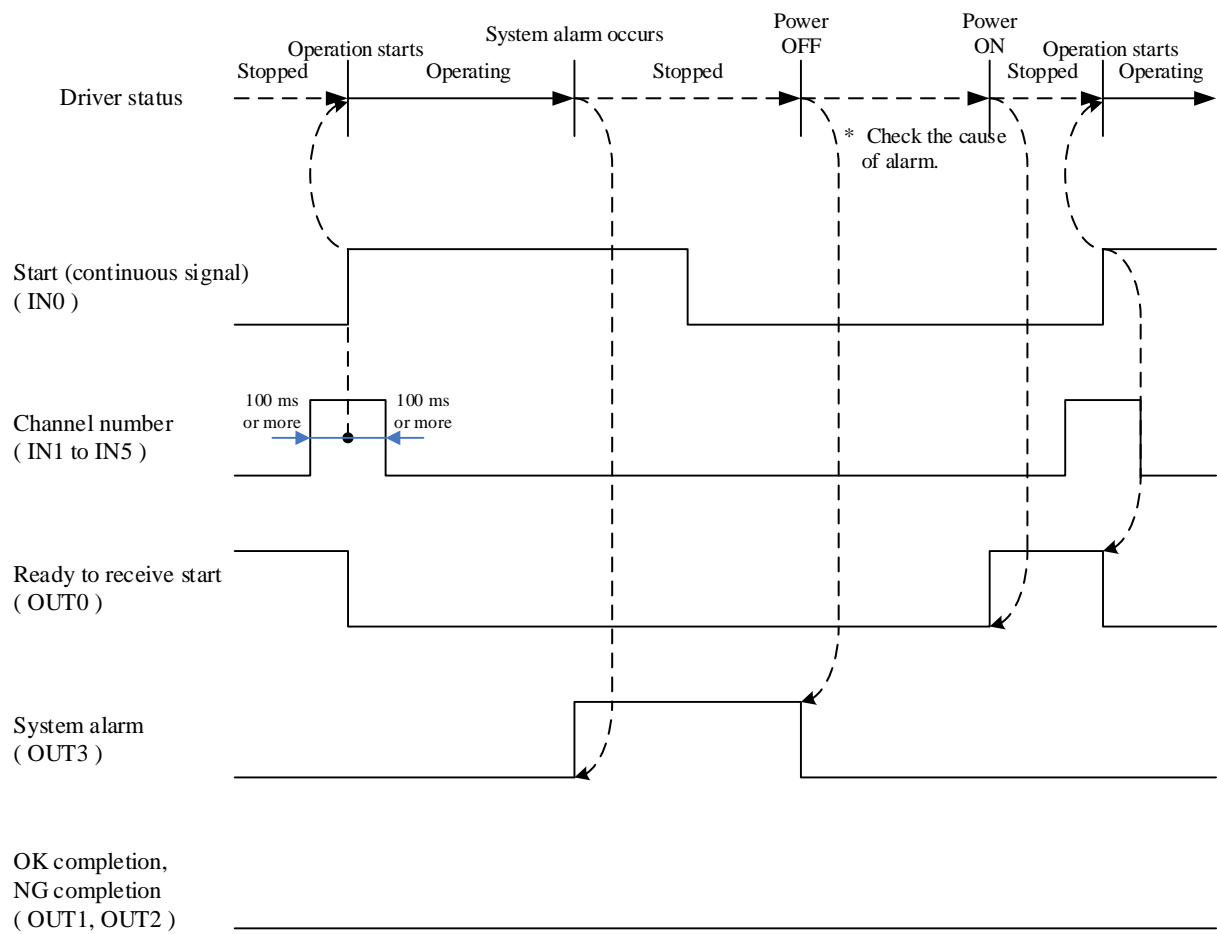 Power
OFF
Power
ON
System alarm occurs
Operation starts
Operation starts
Stopped
Operating
Stopped
Stopped
Operating
Driver status
* Check the cause
of alarm.
Start (continuous signal)
( IN0 )
100 ms
or more
100 ms
or more
Channel number
( IN1 to IN5 )
Ready to receive start
( OUT0 )
System alarm
( OUT3 )
OK completion,
NG completion
( OUT1, OUT2 )